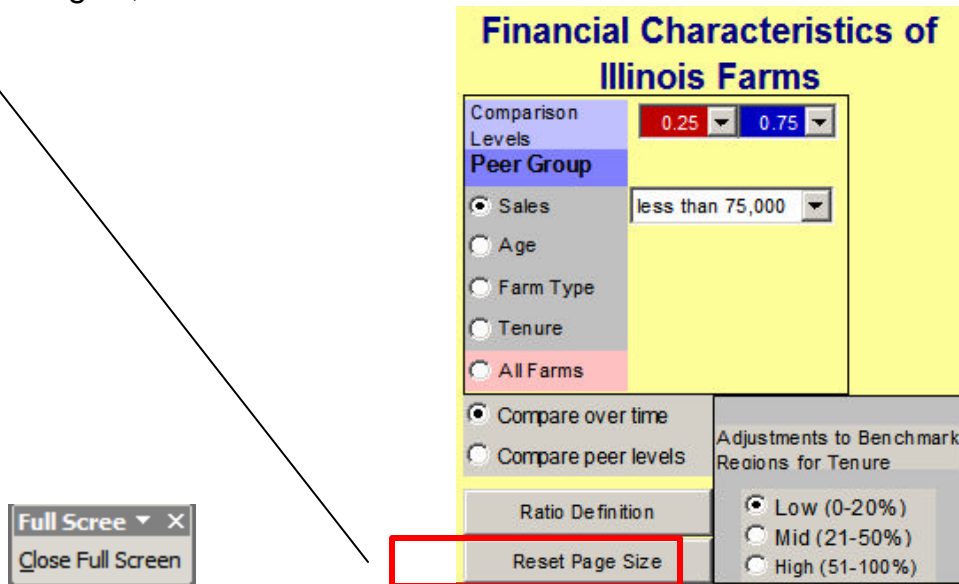 Financial Characteristics of
Illinois Farms
Comparison
Levels
0.25
0.75
Peer Group
Sales
less than 75,000
Age
Farm Type
Tenure
All Farms
Compare over time
Compare peer levels
Adjustments to Benchmark
Regions for Tenure
Ratio Definition
Low (0-20%)
Mid (21-50%)
Reset Page Size
High (51-100%)
Full Scree
Close Full Screen